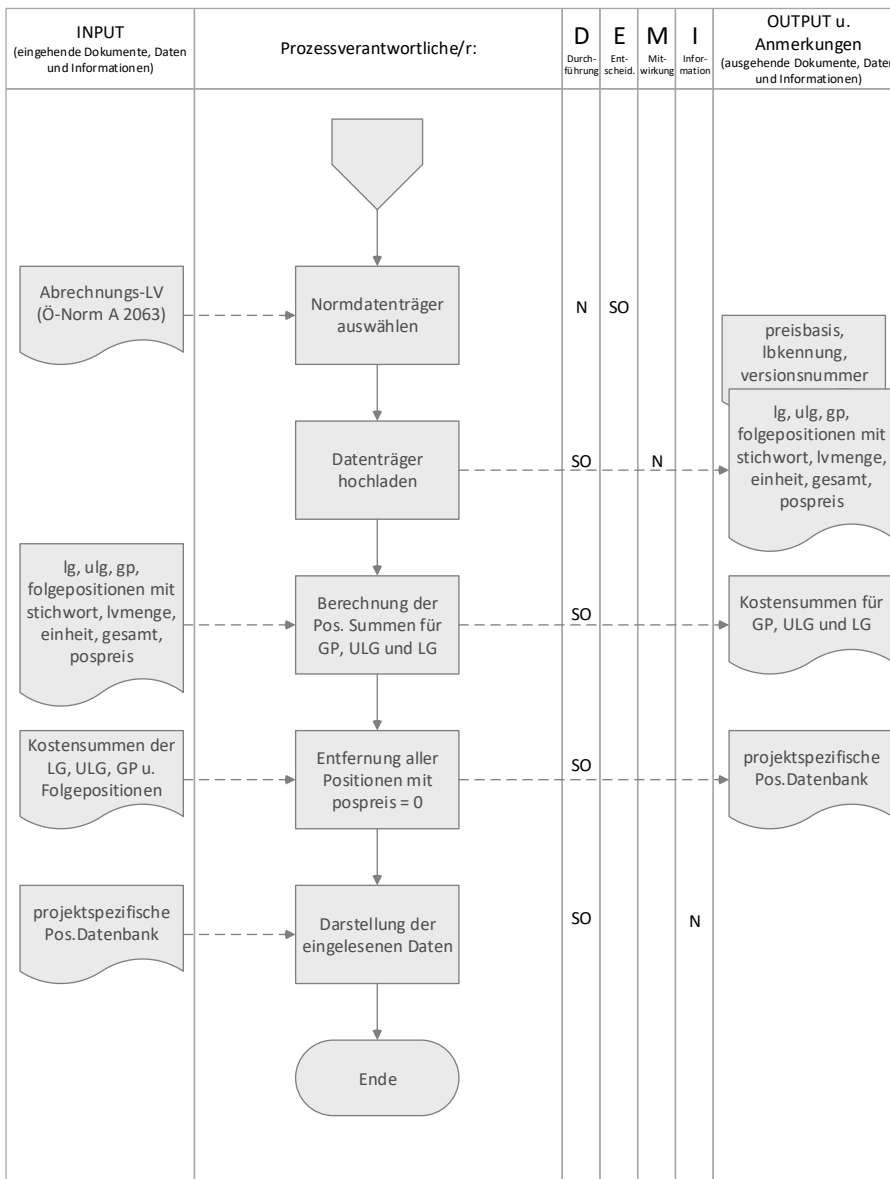 INPUT
(eingehende Dokumente, Daten
und Informationen)
Prozessverantwortliche/r:
D
Durch-
führung
E
Ent-
scheid.
M
Mit-
wirkung
I
Infor-
mation
OUTPUT u.
Anmerkungen
(ausgehende Dokumente, Daten
und Informationen)
Abrechnungs-LV
(Ö-Norm A 2063)
Normdatenträger
auswählen
N
SO
preisbasis,
lbkennung,
versionsnummer
Datenträger
hochladen
SO
N
lg, ulg, gp,
folgepositionen mit
stichwort, lvmenge,
einheit, gesamt,
pospreis
lg, ulg, gp,
folgepositionen mit
stichwort, lvmenge,
einheit, gesamt,
pospreis
Berechnung der
Pos. Summen für
GP, ULG und LG
SO
Kostensummen für
GP, ULG und LG
Kostensummen der
LG, ULG, GP u.
Folgepositionen
Entfernung aller
Positionen mit
pospreis = 0
SO
projektspezifische
Pos.Datenbank
projektspezifische
Pos.Datenbank
Darstellung der
eingelesenen Daten
SO
N
Ende